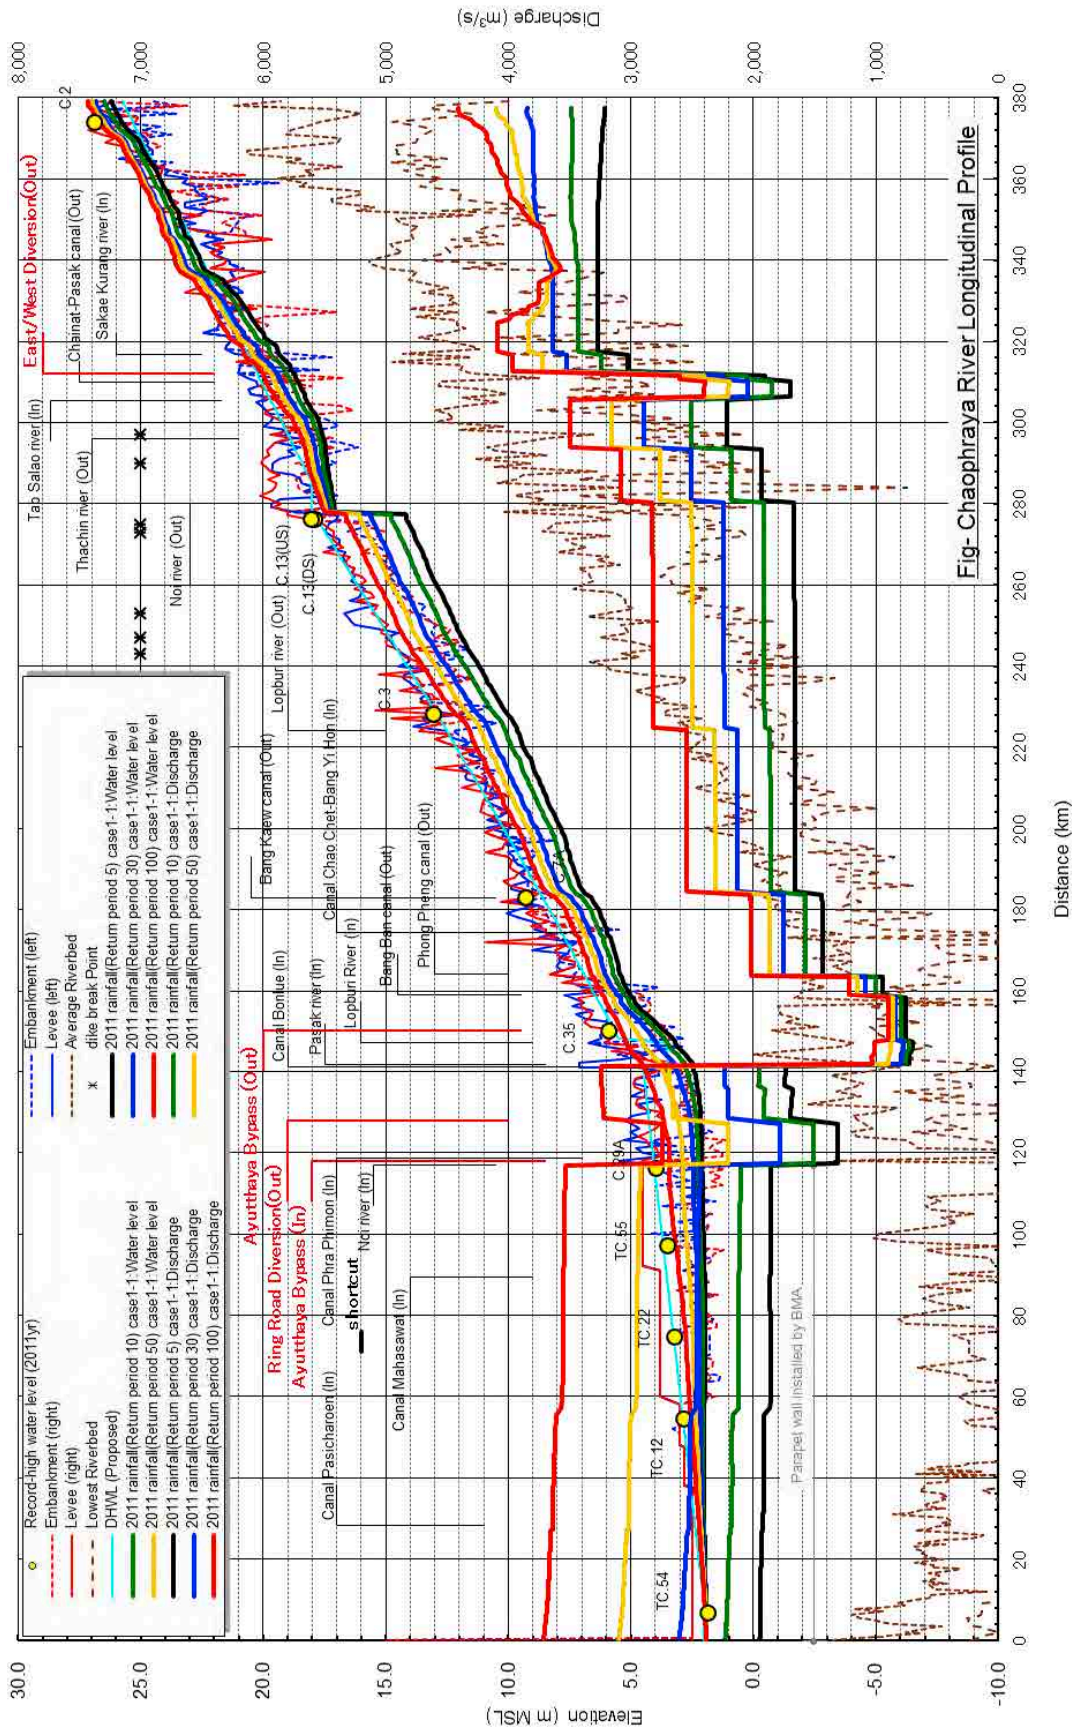 Record-high water level (2011yr)
Embankment (right)
Levee (right)
Lowest Riverbed
DHWL (Proposed)
2011 rainfall(Return period 10) case1-1:Water level
2011 rainfall(Return period 50) case1-1:Water level
2011 rainfall(Return period 5) case1-1:Discharge
2011 rainfall(Return period 30) case1-1:Discharge
2011 rainfall(Return period 100) case1-1:Discharge
Embankment (left)
Levee (left)
Average Riverbed
dike break Point
2011 rainfall(Return period 5) case1-1:Water level
2011 rainfall(Return period 30) case1-1:Water level
2011 rainfall(Return period 100) case1-1:Water level
2011 rainfall(Return period 10) case1-1:Discharge
2011 rainfall(Return period 50) case1-1:Discharge
30.0
25.0
20.0
15.0
10.0
5.0
0.0
-5.0
-10.0
Elevation (m MSL)
8,000
7,000
6,000
5,000
4,000
3,000
2,000
1,000
0
Discharge (m³/s)
0
20
40
60
80
100
120
140
160
180
200
220
240
260
280
300
320
340
360
380
Distance (km)
Canal Pasicharoen (In)
Canal Mahasawat (In)
shortcut
Noi river (In)
Canal Phra Phimon (In)
Ayutthaya Bypass (In)
Ring Road Diversion(Out)
Ayutthaya Bypass (Out)
Canal Bonlue (In)
Pasak river (In)
Lopburi River (In)
Bang Ban canal (Out)
Phong Pheng canal (Out)
Canal Chao Chet-Bang Yi Hon (In)
Bang Kaew canal (Out)
Lopburi river (Out)
Noi river (Out)
Thachin river (Out)
Tab Salao river (In)
East/West Diversion(Out)
Chainat-Pasak canal (Out)
Sakae Kurang river (In)
TC.54
TC.12
TC.22
TC.55
C.29A
C.35
C.7A
C.3
C.13(DS)
C.13(US)
C.2
Parapet wall installed by BMA
Fig- Chaophraya River Longitudinal Profile